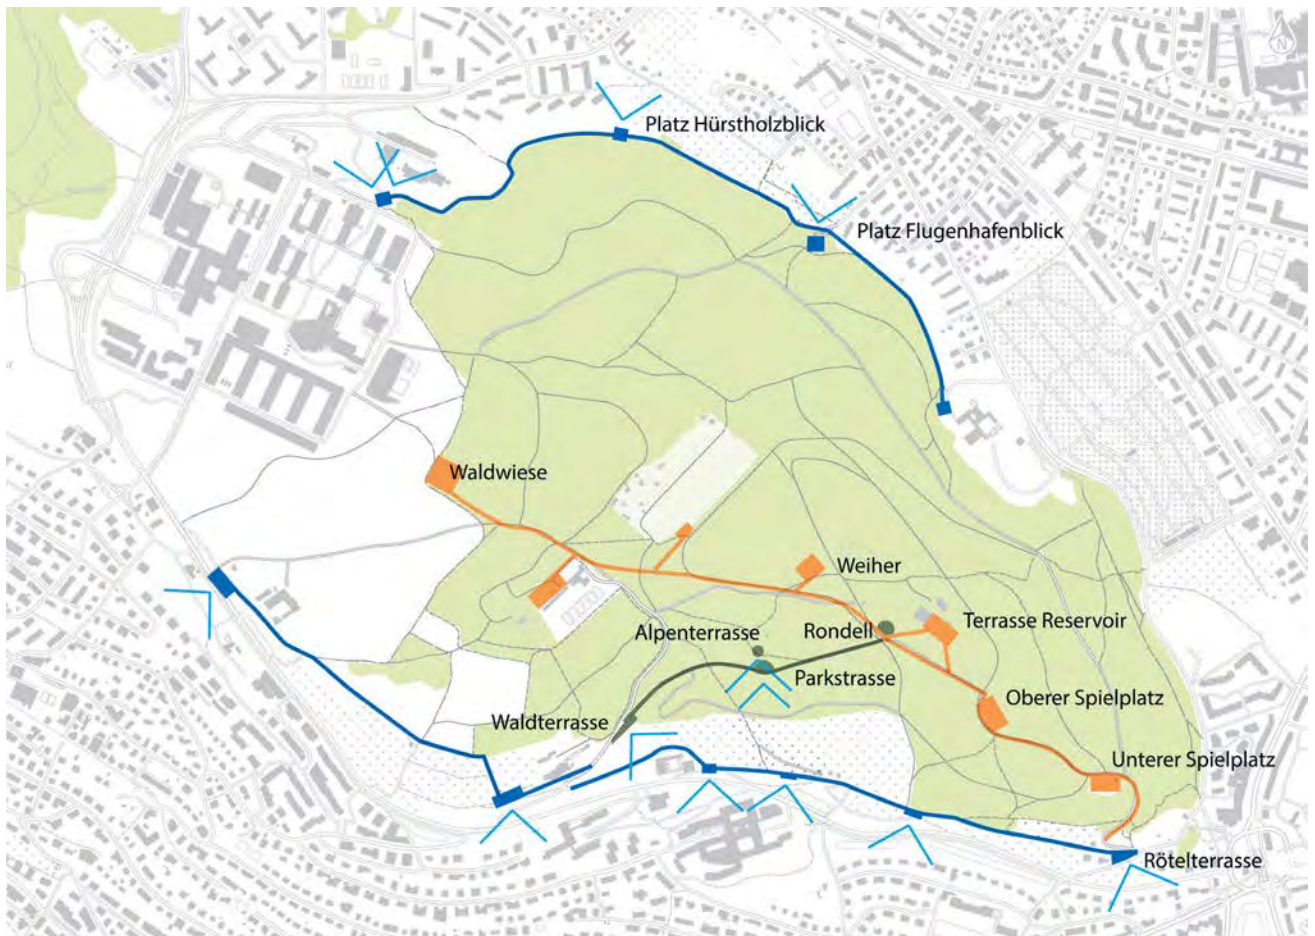 N
Platz Hürstholzblick
Platz Flugenhafenblick
Waldwiese
Weiher
Terrasse Reservoir
Alpenterrasse
Rondell
Parkstrasse
Oberer Spielplatz
Waldterrasse
Unterer Spielplatz
Rötelterrasse